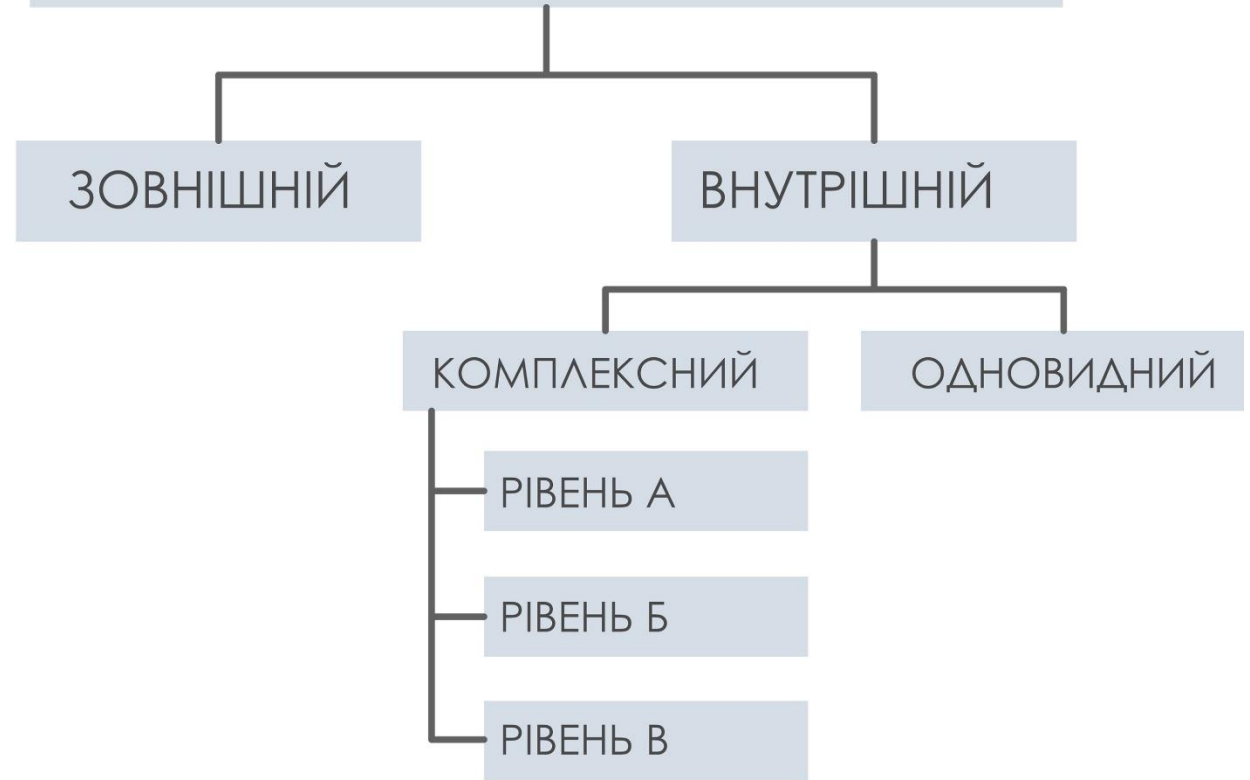 ЗОВНІШНІЙ
ВНУТРІШНІЙ
КОМПЛЕКСНИЙ
ОДНОВИДНИЙ
РІВЕНЬ А
РІВЕНЬ Б
РІВЕНЬ В